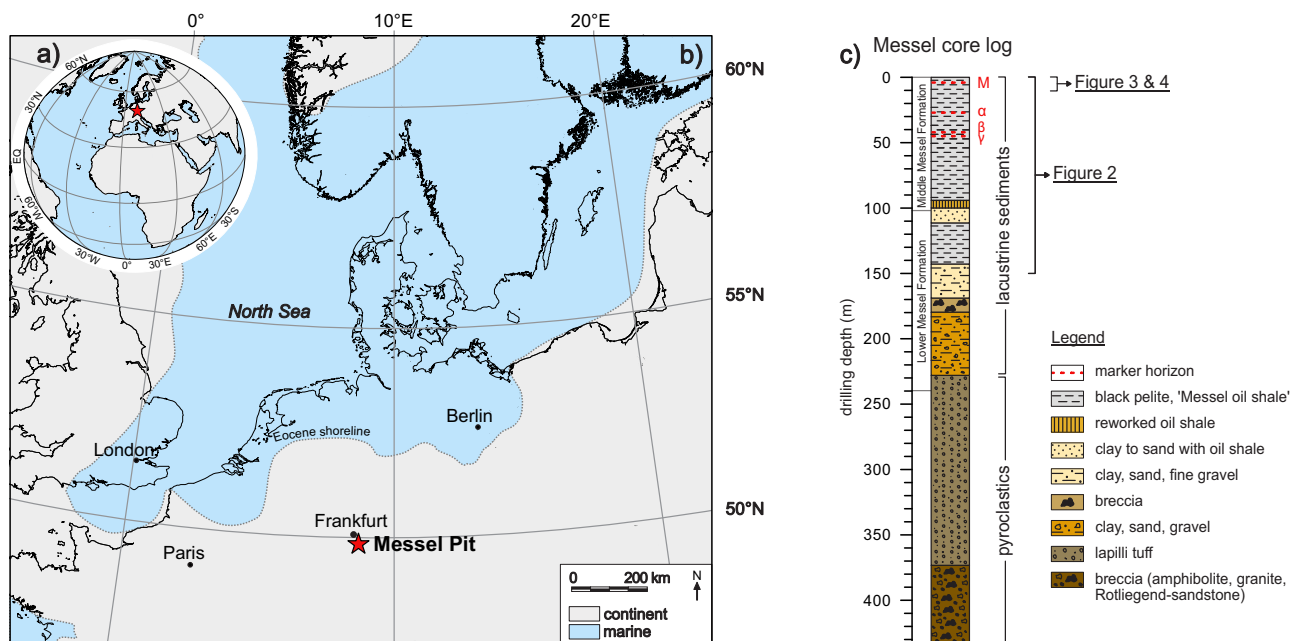 0°
10°E
20°E
a)
b)
60°N
30°N
EQ
60°W
30°W
0°
30°E
60°E
30°S
60°N
55°N
50°N
North Sea
Eocene shoreline
London
Berlin
Paris
Frankfurt
Messel Pit
0 200 km
N
continent
marine
c) Messel core log
drilling depth (m)
0
50
100
150
200
250
300
350
400
Middle Messel Formation
Lower Messel Formation
M
α
β
γ
lacustrine sediments
pyroclastics
Figure 3 & 4
Figure 2
Legend
marker horizon
black pelite, 'Messel oil shale'
reworked oil shale
clay to sand with oil shale
clay, sand, fine gravel
breccia
clay, sand, gravel
lapilli tuff
breccia (amphibolite, granite,
Rotliegend-sandstone)